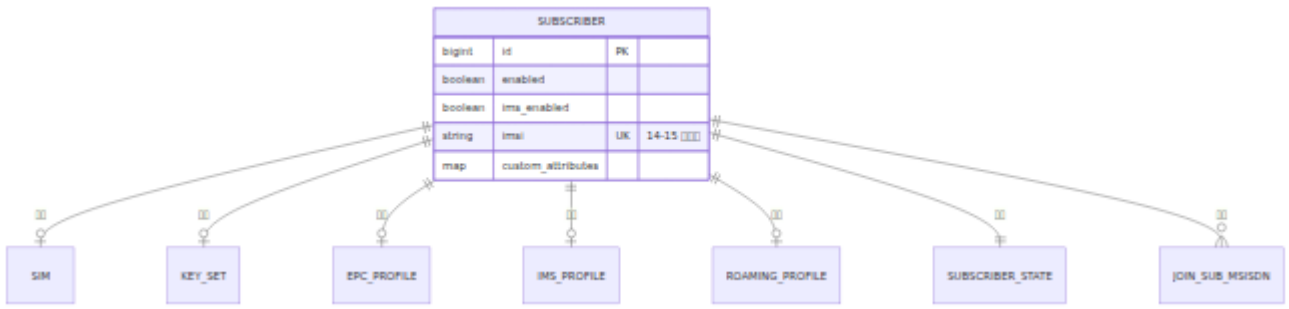 SUBSCRIBER
bigint id PK
boolean enabled
boolean ims_enabled
string imsi UK 14-15
map custom_attributes
SIM
KEY_SET
EPC_PROFILE
IMS_PROFILE
ROAMING_PROFILE
SUBSCRIBER_STATE
JOIN_SUB_MSISDN